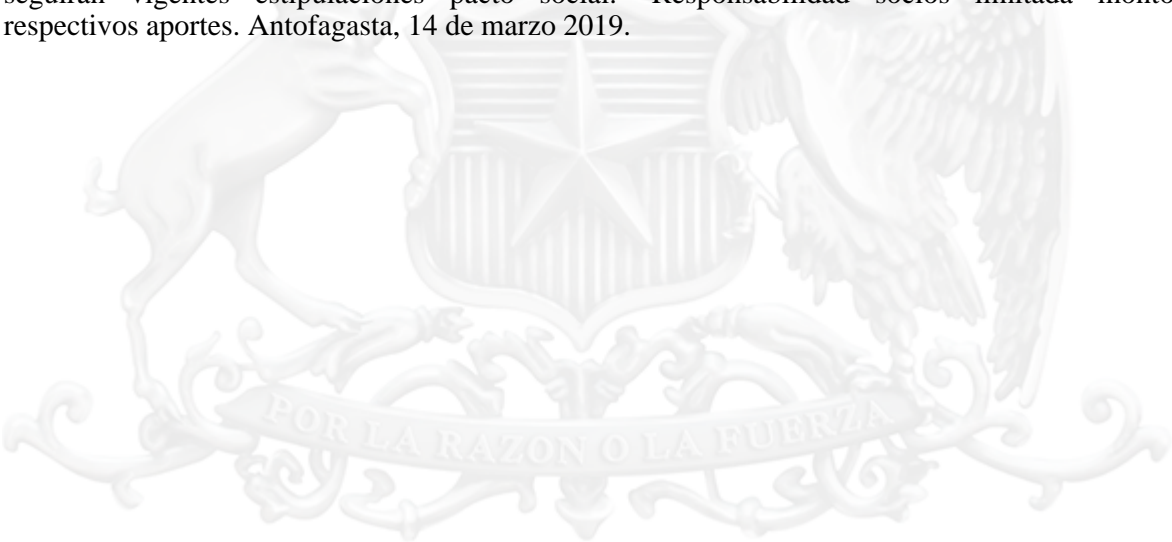 seguirán vigentes estipulaciones pacto social. Responsabilidad socios limitada monto
respectivos aportes. Antofagasta, 14 de marzo 2019.
POR LA RAZON O LA FUERZA